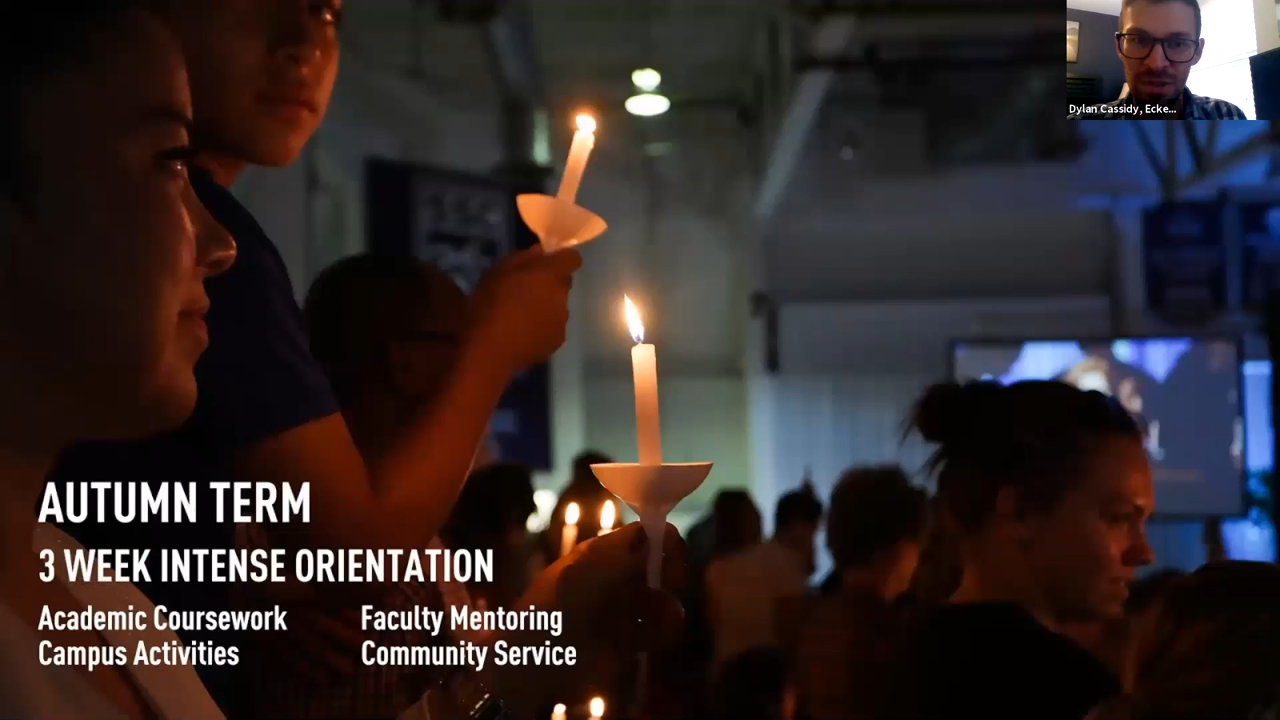 Dylan Cassidy, Ecke...
AUTUMN TERM
3 WEEK INTENSE ORIENTATION
Academic Coursework
Faculty Mentoring
Campus Activities
Community Service